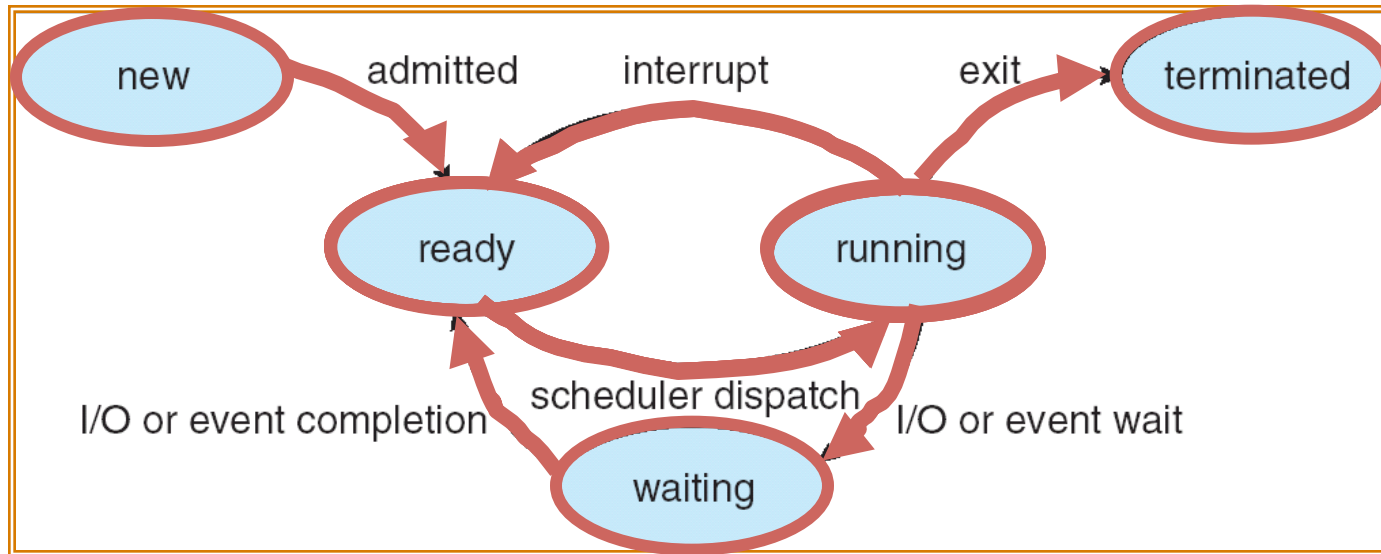 new
admitted
interrupt
exit
terminated
ready
running
scheduler dispatch
I/O or event completion
I/O or event wait
waiting